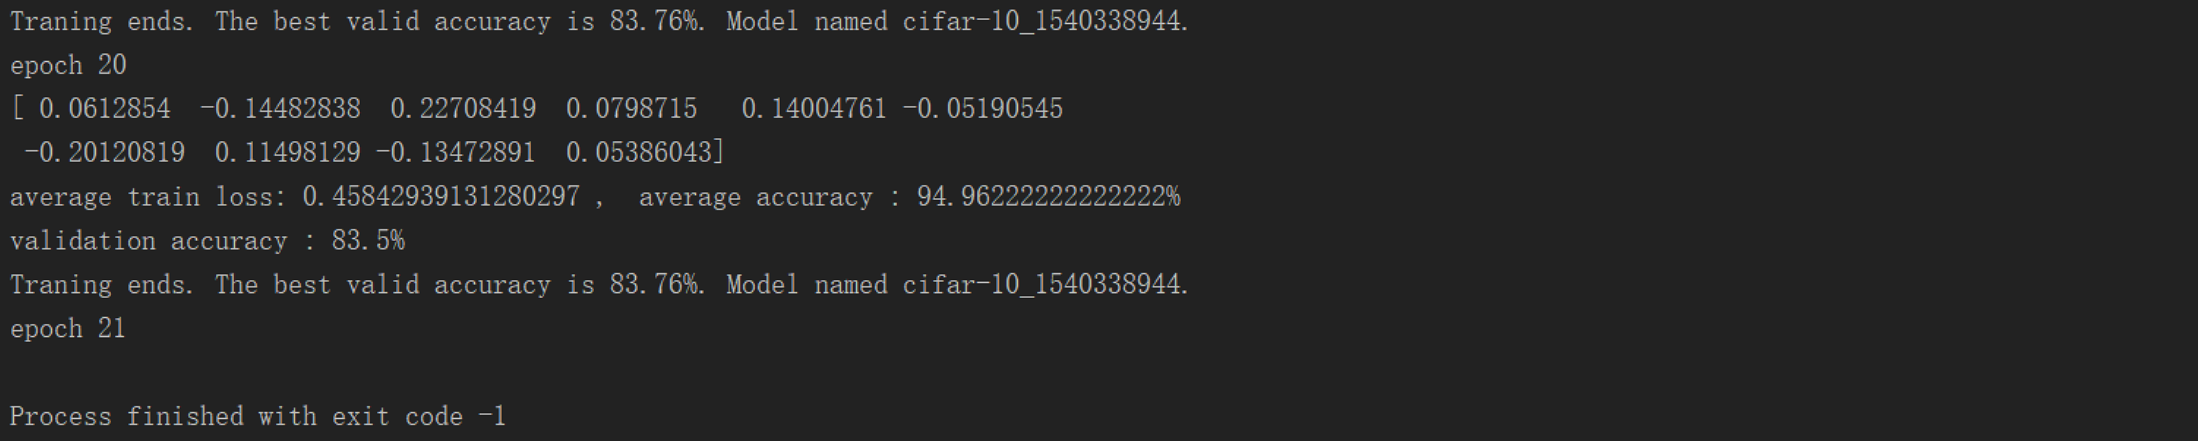 Traning ends. The best valid accuracy is 83.76%. Model named cifar-10_1540338944.
epoch 20
[ 0.0612854  -0.14482838  0.22708419  0.0798715   0.14004761 -0.05190545
 -0.20120819  0.11498129 -0.13472891  0.05386043]
average train loss: 0.45842939131280297 ,  average accuracy : 94.96222222222222%
validation accuracy : 83.5%
Traning ends. The best valid accuracy is 83.76%. Model named cifar-10_1540338944.
epoch 21
Process finished with exit code -1